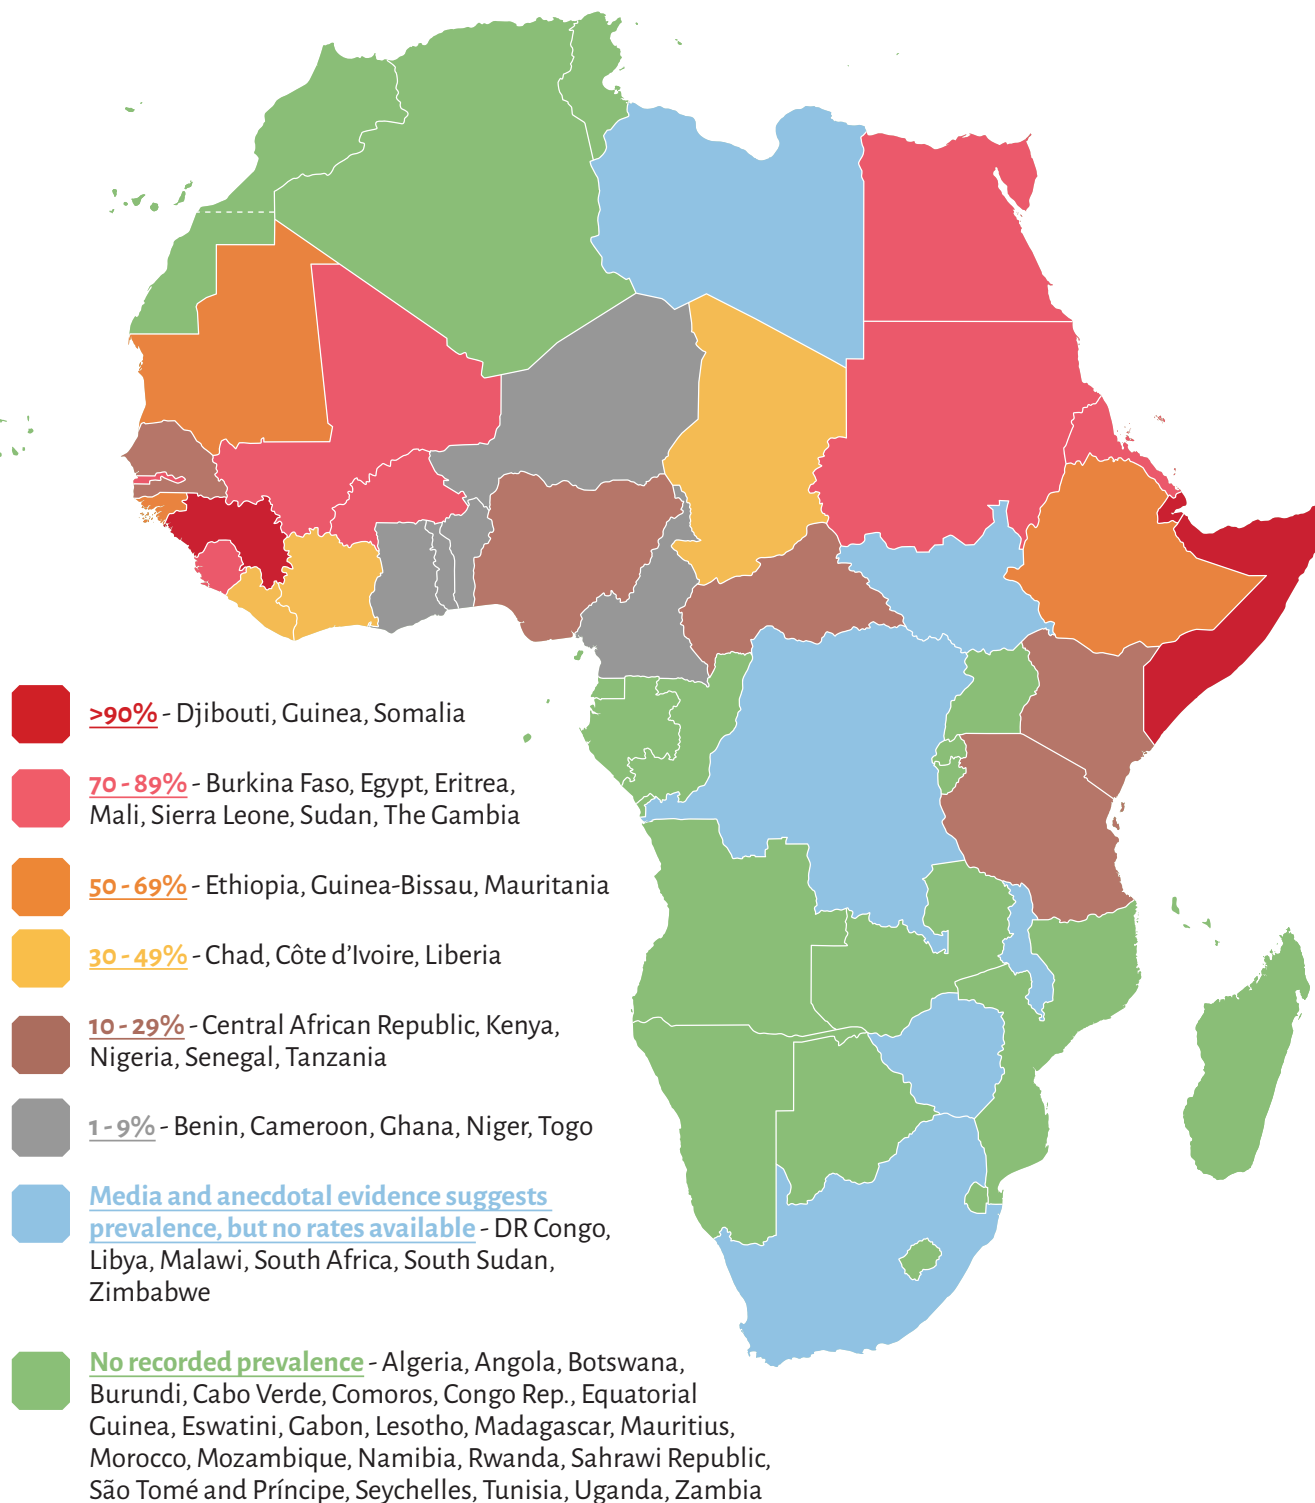 >90% - Djibouti, Guinea, Somalia
70 - 89% - Burkina Faso, Egypt, Eritrea,
Mali, Sierra Leone, Sudan, The Gambia
50 - 69% - Ethiopia, Guinea-Bissau, Mauritania
30 - 49% - Chad, Côte d’Ivoire, Liberia
10 - 29% - Central African Republic, Kenya,
Nigeria, Senegal, Tanzania
1 - 9% - Benin, Cameroon, Ghana, Niger, Togo
Media and anecdotal evidence suggests
prevalence, but no rates available - DR Congo,
Libya, Malawi, South Africa, South Sudan,
Zimbabwe
No recorded prevalence - Algeria, Angola, Botswana,
Burundi, Cabo Verde, Comoros, Congo Rep., Equatorial
Guinea, Eswatini, Gabon, Lesotho, Madagascar, Mauritius,
Morocco, Mozambique, Namibia, Rwanda, Sahrawi Republic,
São Tomé and Príncipe, Seychelles, Tunisia, Uganda, Zambia